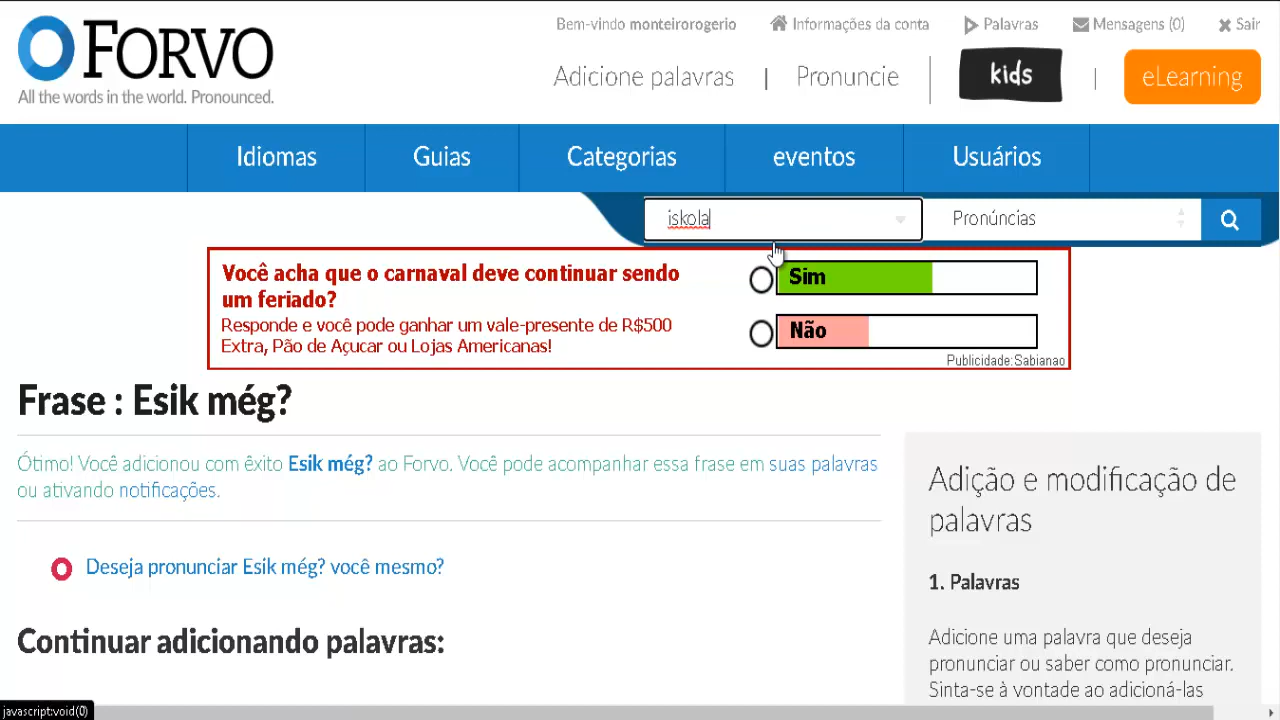 Bem-vindo monteirorogerio Informações da conta Palavras Mensagens (0) Sair
FORVO
All the words in the world. Pronounced.
Adicione palavras | Pronuncie kids eLearning
Idiomas Guias Categorias eventos Usuários
iskola Pronúncias
Você acha que o carnaval deve continuar sendo
um feriado?
Responde e você pode ganhar um vale-presente de R$500
Extra, Pão de Açucar ou Lojas Americanas!
Sim
Não
Publicidade: Sabianao
Frase : Esik még?
Ótimo! Você adicionou com êxito Esik még? ao Forvo. Você pode acompanhar essa frase em suas palavras
ou ativando notificações.
Deseja pronunciar Esik még? você mesmo?
Continuar adicionando palavras:
Adição e modificação de
palavras
1. Palavras
Adicione uma palavra que deseja
pronunciar ou saber como pronunciar.
Sinta-se à vontade ao adicioná-las
javascript:void(0)